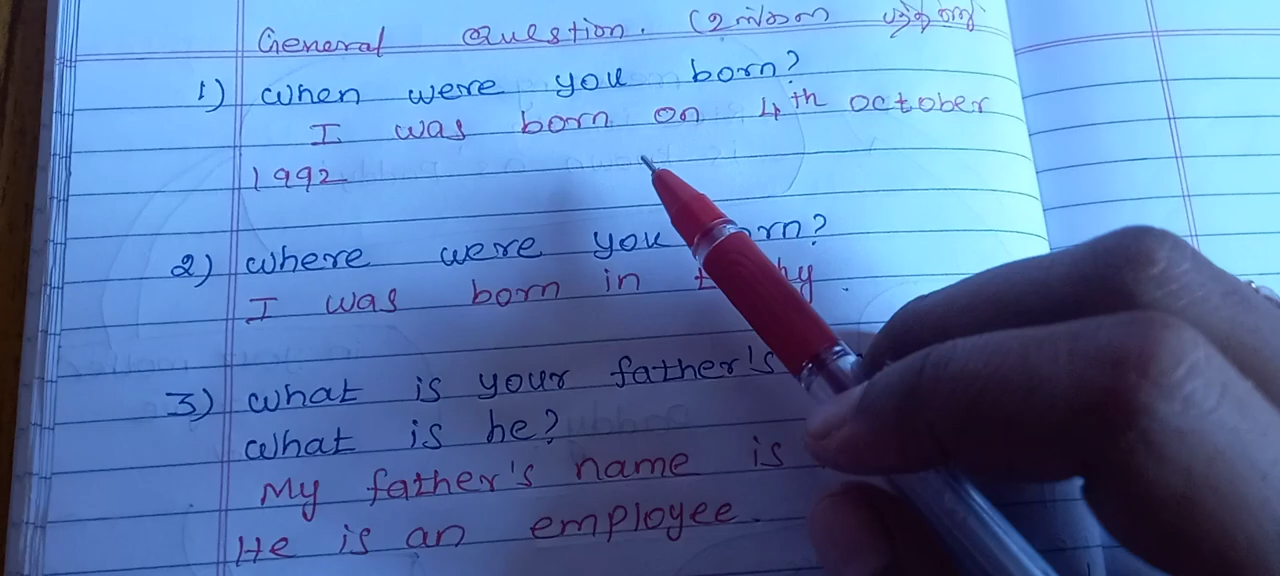 General Question.
1) When were you born?
I was born on 4th October
1992
2) Where were you
I was born in
3) What is your father's
What is he?
My father's name is
He is an employee.